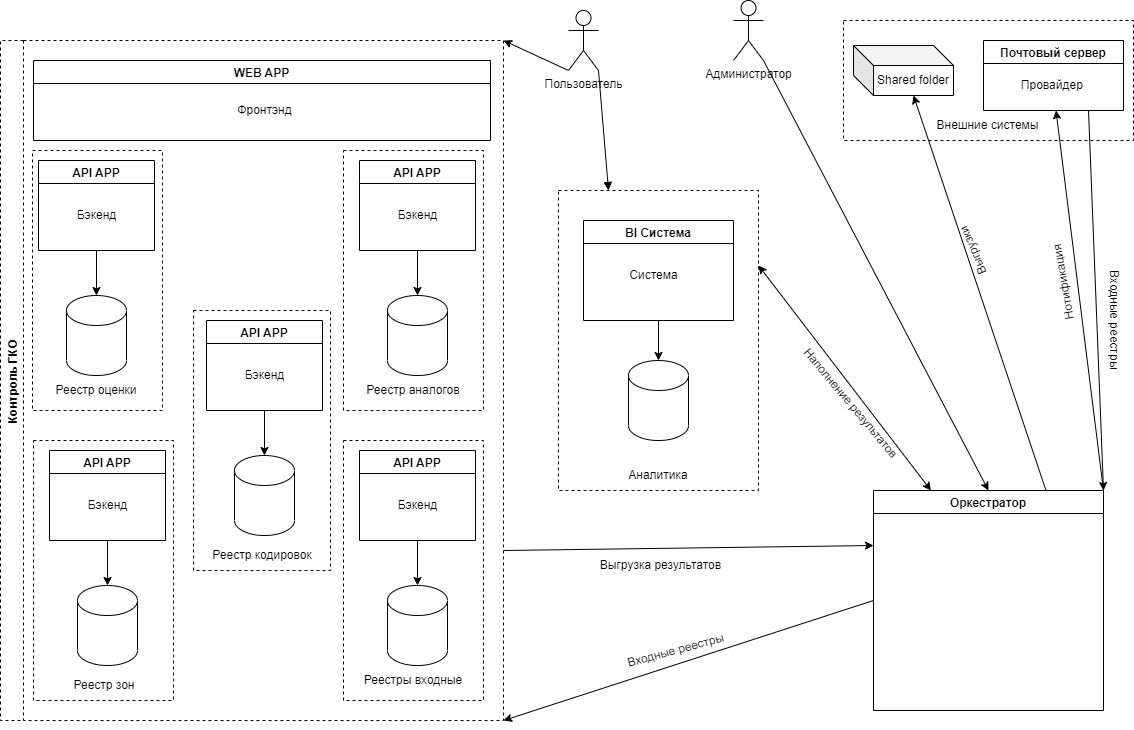 Пользователь
Администратор
Контроль ГКО
WEB APP
Фронтэнд
API APP
Бэкенд
Реестр оценки
API APP
Бэкенд
Реестр аналогов
API APP
Бэкенд
Реестр кодировок
API APP
Бэкенд
Реестр зон
API APP
Бэкенд
Реестры входные
BI Система
Система
Аналитика
Shared folder
Почтовый сервер
Провайдер
Внешние системы
Выгрузки
Нотификация
Входные реестры
Наполнение результатов
Оркестратор
Выгрузка результатов
Входные реестры